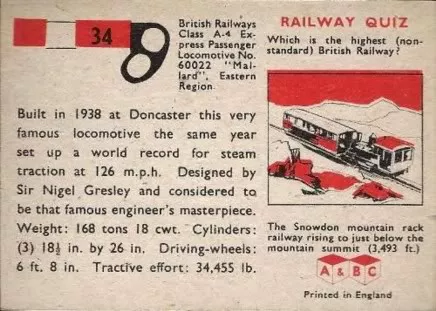 34
British Railways
Class A-4 Ex-
press Passenger
Locomotive No.
60022 "Mal-
lard", Eastern
Region.
Built in 1938 at Doncaster this very
famous locomotive the same year
set up a world record for steam
traction at 126 m.p.h. Designed by
Sir Nigel Gresley and considered to
be that famous engineer's masterpiece.
Weight: 168 tons 18 cwt. Cylinders:
(3) 18½ in. by 26 in. Driving-wheels:
6 ft. 8 in. Tractive effort: 34,455 lb.
RAILWAY QUIZ
Which is the highest (non-
standard) British Railway?
The Snowdon mountain rack
railway rising to just below the
mountain summit (3,493 ft.)
A & BC
Printed in England